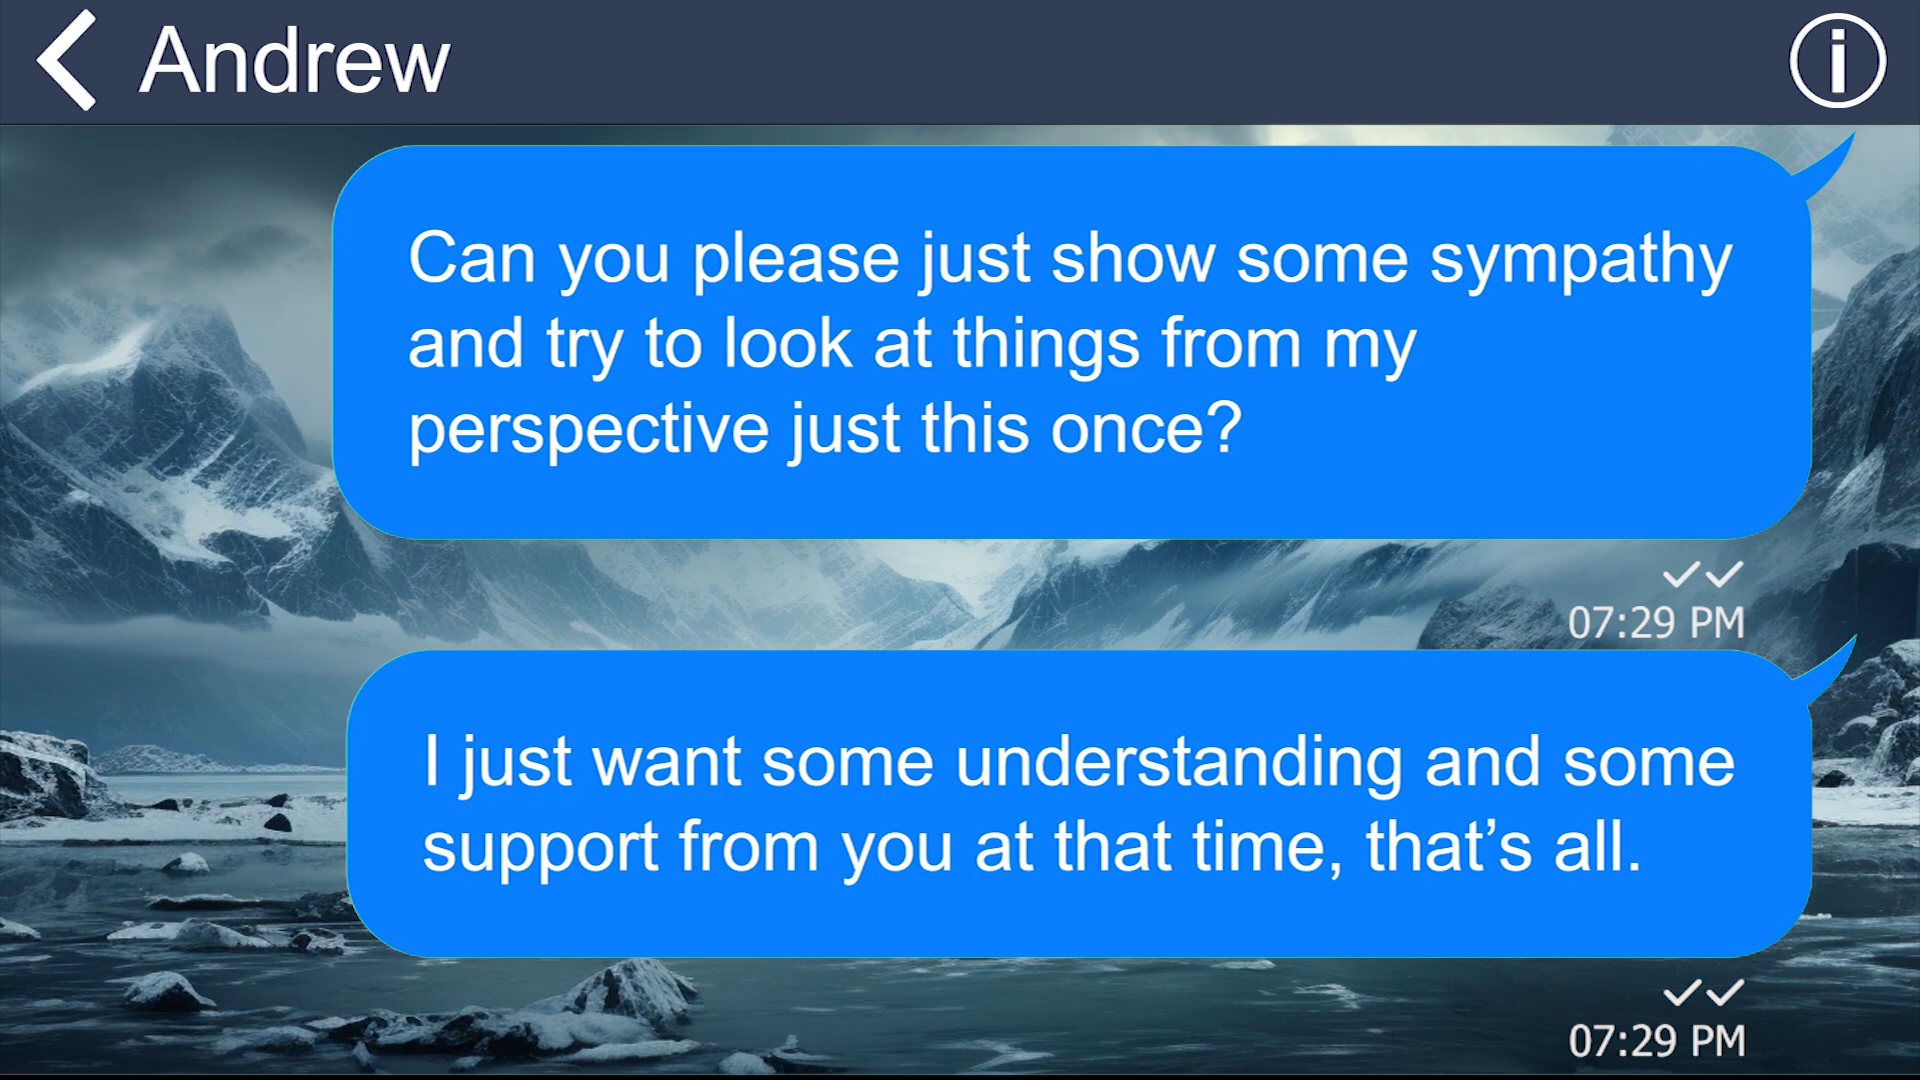 Andrew
Can you please just show some sympathy
and try to look at things from my
perspective just this once?
07:29 PM
I just want some understanding and some
support from you at that time, that’s all.
07:29 PM